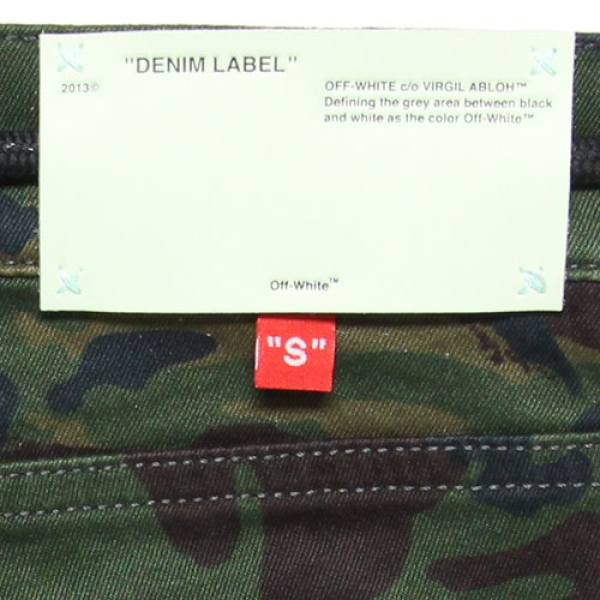 "DENIM LABEL"
2013©
OFF-WHITE c/o VIRGIL ABLOH™
Defining the grey area between black
and white as the color Off-White™
Off-White™
"S"